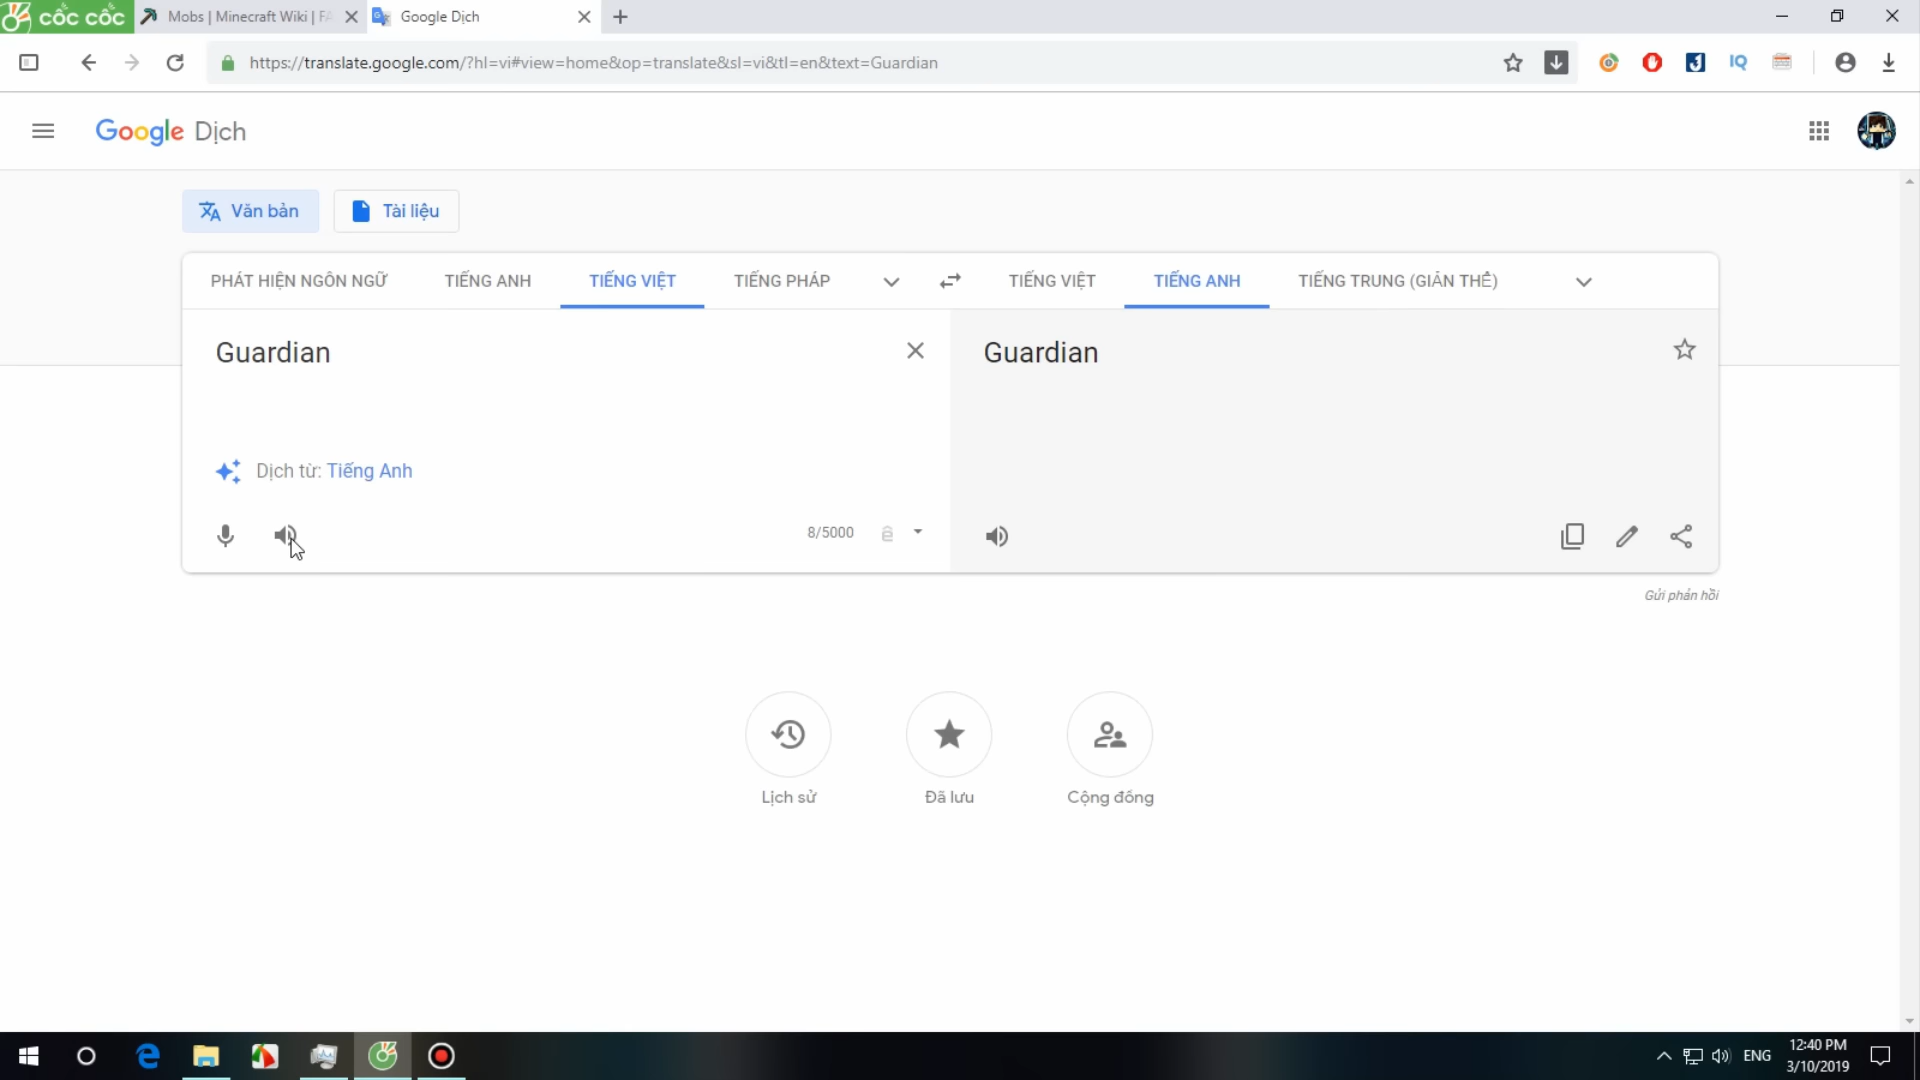 cốc cốc
Mobs | Minecraft Wiki | FA
Google Dịch
https://translate.google.com/?hl=vi#view=home&op=translate&sl=vi&tl=en&text=Guardian
IQ
Google Dịch
Văn bản
Tài liệu
PHÁT HIỆN NGÔN NGỮ
TIẾNG ANH
TIẾNG VIỆT
TIẾNG PHÁP
TIẾNG VIỆT
TIẾNG ANH
TIẾNG TRUNG (GIẢN THỂ)
Guardian
Guardian
Dịch từ: Tiếng Anh
8/5000
Gửi phản hồi
Lịch sử
Đã lưu
Cộng đồng
ENG
12:40 PM
3/10/2019